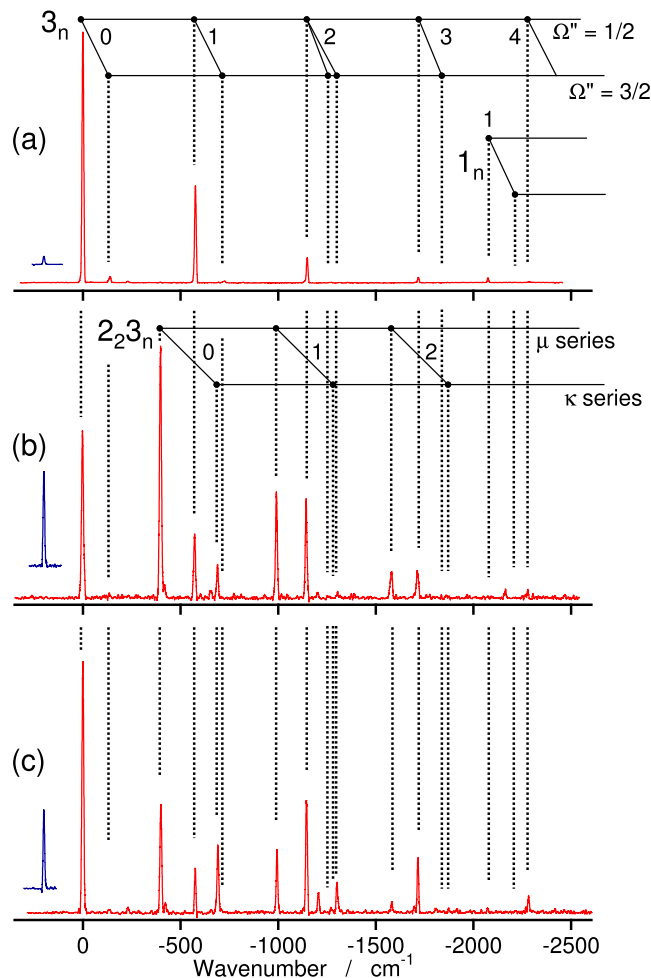 3n 0 1 2 3 4 Ω" = 1/2
Ω" = 3/2
(a)
1
1n
223n 0 1 2 μ series
κ series
(b)
(c)
0 -500 -1000 -1500 -2000 -2500
Wavenumber / cm-1